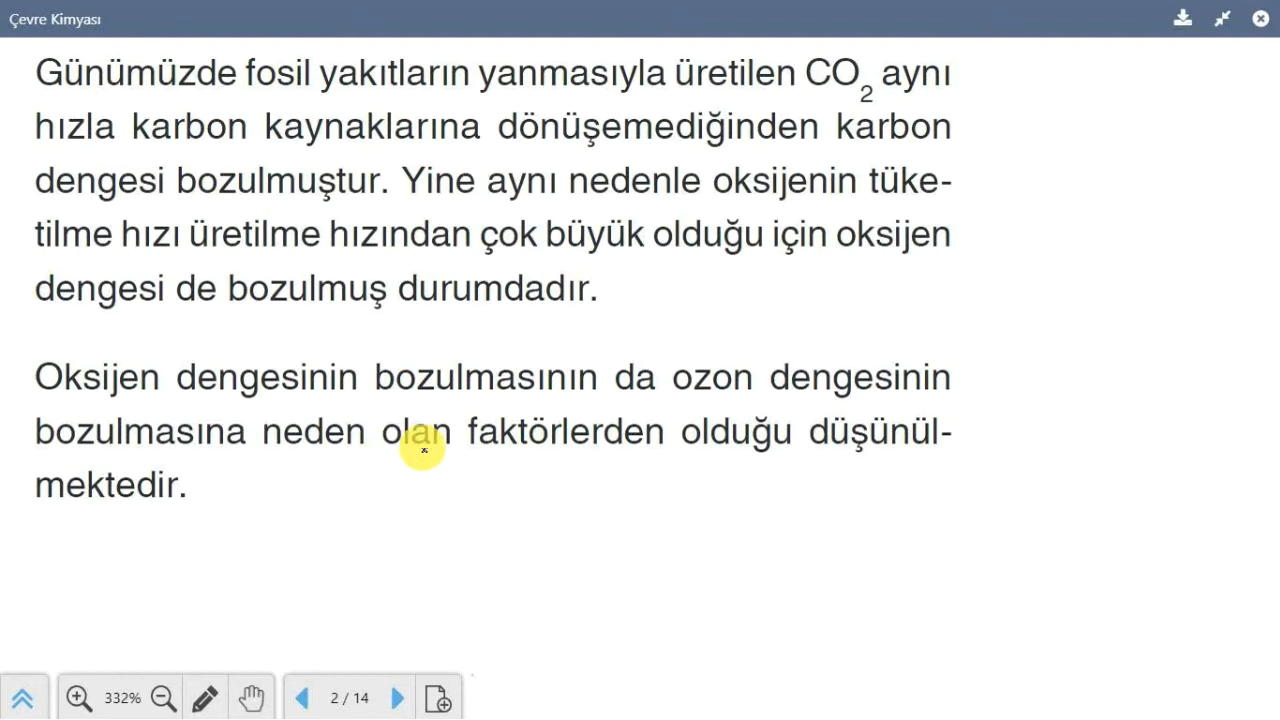 Çevre Kimyası
Günümüzde fosil yakıtların yanmasıyla üretilen CO₂ aynı
hızla karbon kaynaklarına dönüşemediğinden karbon
dengesi bozulmuştur. Yine aynı nedenle oksijenin tüke-
tilme hızı üretilme hızından çok büyük olduğu için oksijen
dengesi de bozulmuş durumdadır.
Oksijen dengesinin bozulmasının da ozon dengesinin
bozulmasına neden olan faktörlerden olduğu düşünül-
mektedir.
332% 2 / 14